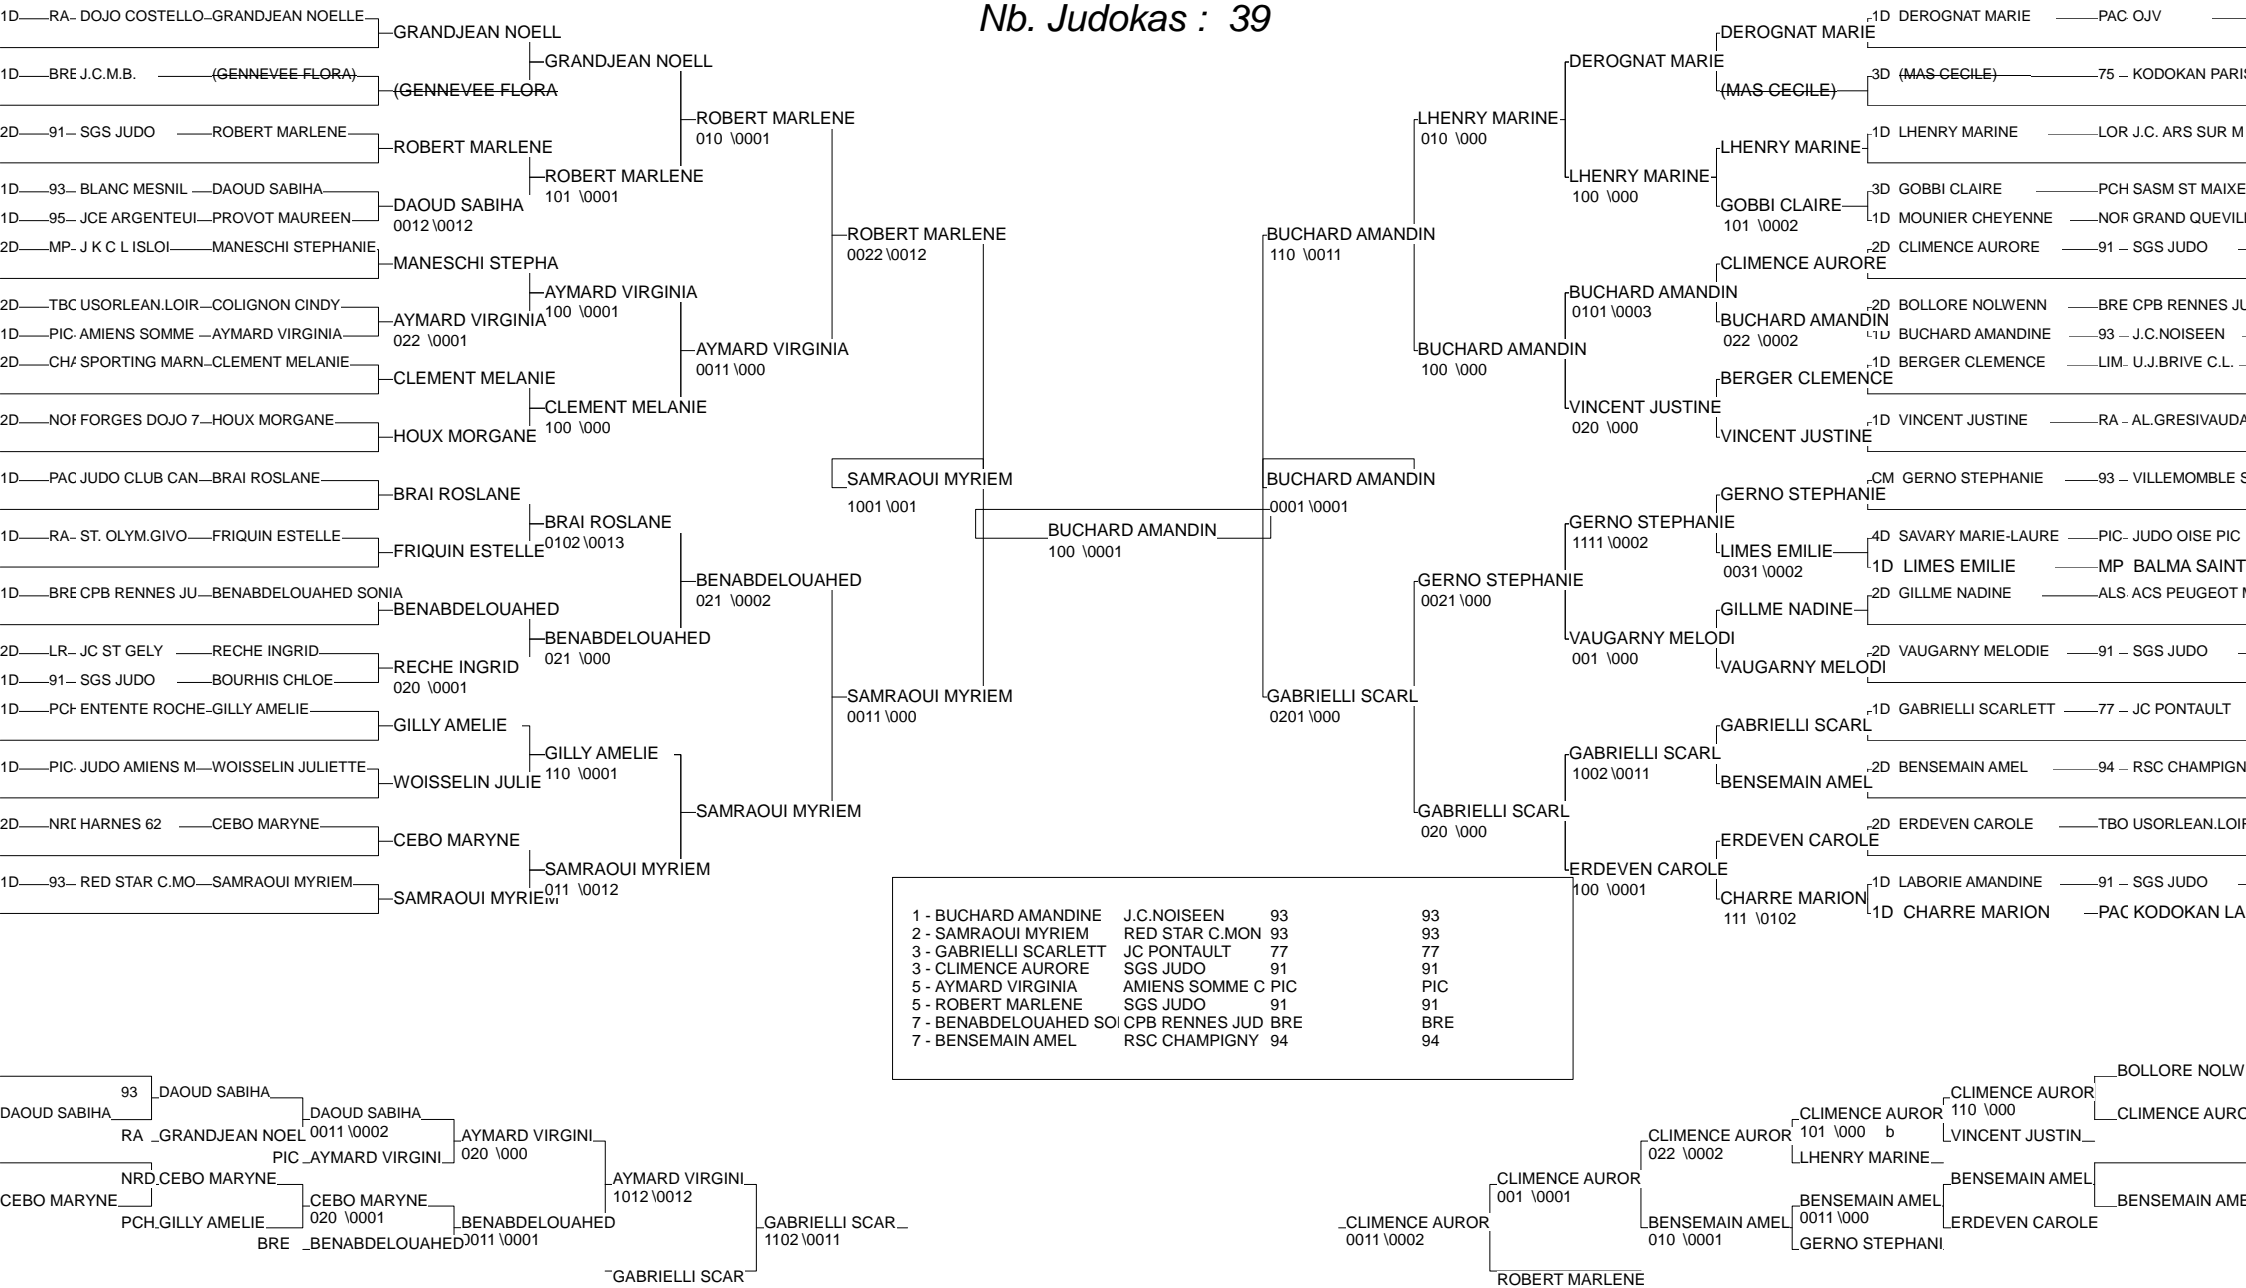 Nb. Judokas : 39
1D RA DOJO COSTELLO GRANDJEAN NOELLE
1D BRE J.C.M.B. (GENNEVEE FLORA)
2D 91 SGS JUDO ROBERT MARLENE
1D 93 BLANC MESNIL DAOUD SABIHA
1D 95 JCE ARGENTEUI PROVOT MAUREEN
2D MP J K C L ISLOI MANESCHI STEPHANIE
2D TBO USORLEAN.LOIR COLIGNON CINDY
1D PIC AMIENS SOMME AYMARD VIRGINIA
2D CHA SPORTING MARN CLEMENT MELANIE
2D NOR FORGES DOJO 7 HOUX MORGANE
1D PAC JUDO CLUB CAN BRAI ROSLANE
1D RA ST. OLYM.GIVO FRIQUIN ESTELLE
1D BRE CPB RENNES JU BENABDELOUAHED SONIA
2D LR JC ST GELY RECHE INGRID
1D 91 SGS JUDO BOURHIS CHLOE
1D PCH ENTENTE ROCHE GILLY AMELIE
1D PIC JUDO AMIENS M WOISSELIN JULIETTE
2D NRD HARNES 62 CEBO MARYNE
1D 93 RED STAR C.MO SAMRAOUI MYRIEM
GRANDJEAN NOELL
(GENNEVEE FLORA
ROBERT MARLENE
DAOUD SABIHA
0012 \0012
MANESCHI STEPHA
AYMARD VIRGINIA
022 \0001
CLEMENT MELANIE
HOUX MORGANE
BRAI ROSLANE
FRIQUIN ESTELLE
BENABDELOUAHED
RECHE INGRID
020 \0001
GILLY AMELIE
WOISSELIN JULIE
CEBO MARYNE
SAMRAOUI MYRIEM
GRANDJEAN NOELL
ROBERT MARLENE
101 \0001
AYMARD VIRGINIA
100 \0001
CLEMENT MELANIE
100 \000
BRAI ROSLANE
0102 \0013
BENABDELOUAHED
021 \000
GILLY AMELIE
110 \0001
SAMRAOUI MYRIEM
011 \0012
ROBERT MARLENE
010 \0001
AYMARD VIRGINIA
0011 \000
BENABDELOUAHED
021 \0002
SAMRAOUI MYRIEM
ROBERT MARLENE
0022 \0012
SAMRAOUI MYRIEM
1001 \001
SAMRAOUI MYRIEM
0011 \000
BUCHARD AMANDIN
100 \0001
BUCHARD AMANDIN
110 \0011
BUCHARD AMANDIN
0001 \0001
GABRIELLI SCARL
0201 \000
LHENRY MARINE
010 \000
BUCHARD AMANDIN
100 \000
GERNO STEPHANIE
0021 \000
GABRIELLI SCARL
020 \000
DEROGNAT MARIE
LHENRY MARINE
100 \000
BUCHARD AMANDIN
0101 \0003
VINCENT JUSTINE
020 \000
GERNO STEPHANIE
1111 \0002
VAUGARNY MELODI
001 \000
GABRIELLI SCARL
1002 \0011
ERDEVEN CAROLE
100 \0001
DEROGNAT MARIE
(MAS CECILE)
LHENRY MARINE
GOBBI CLAIRE
101 \0002
CLIMENCE AURORE
BUCHARD AMANDIN
022 \0002
BERGER CLEMENCE
VINCENT JUSTINE
GERNO STEPHANIE
LIMES EMILIE
0031 \0002
GILLME NADINE
VAUGARNY MELODI
GABRIELLI SCARL
BENSEMAIN AMEL
ERDEVEN CAROLE
CHARRE MARION
111 \0102
1D DEROGNAT MARIE PAC OJV
3D (MAS CECILE) 75 KODOKAN PARIS
1D LHENRY MARINE LOR J.C. ARS SUR M
3D GOBBI CLAIRE PCH SASM ST MAIXE
1D MOUNIER CHEYENNE NOR GRAND QUEVILL
2D CLIMENCE AURORE 91 SGS JUDO
2D BOLLORE NOLWENN BRE CPB RENNES JU
1D BUCHARD AMANDINE 93 J.C.NOISEEN
1D BERGER CLEMENCE LIM U.J.BRIVE C.L.
1D VINCENT JUSTINE RA AL.GRESIVAUDA
CM GERNO STEPHANIE 93 VILLEMOMBLE S
4D SAVARY MARIE-LAURE PIC JUDO OISE PIC
1D LIMES EMILIE MP BALMA SAINT
2D GILLME NADINE ALS ACS PEUGEOT M
2D VAUGARNY MELODIE 91 SGS JUDO
1D GABRIELLI SCARLETT 77 JC PONTAULT
2D BENSEMAIN AMEL 94 RSC CHAMPIGN
2D ERDEVEN CAROLE TBO USORLEAN.LOIR
1D LABORIE AMANDINE 91 SGS JUDO
1D CHARRE MARION PAC KODOKAN LA
1 - BUCHARD AMANDINE J.C.NOISEEN 93 93
2 - SAMRAOUI MYRIEM RED STAR C.MON 93 93
3 - GABRIELLI SCARLETT JC PONTAULT 77 77
3 - CLIMENCE AURORE SGS JUDO 91 91
5 - AYMARD VIRGINIA AMIENS SOMME C PIC PIC
5 - ROBERT MARLENE SGS JUDO 91 91
7 - BENABDELOUAHED SO CPB RENNES JUD BRE BRE
7 - BENSEMAIN AMEL RSC CHAMPIGNY 94 94
DAOUD SABIHA
CEBO MARYNE
93 DAOUD SABIHA
RA GRANDJEAN NOEL
NRD CEBO MARYNE
PCH GILLY AMELIE
DAOUD SABIHA
0011 \0002
PIC AYMARD VIRGINI
CEBO MARYNE
020 \0001
BRE BENABDELOUAHED
AYMARD VIRGINI
020 \000
BENABDELOUAHED
0011 \0001
AYMARD VIRGINI
1012 \0012
GABRIELLI SCAR
GABRIELLI SCAR
1102 \0011
CLIMENCE AUROR
0011 \0002
CLIMENCE AUROR
001 \0001
ROBERT MARLENE
CLIMENCE AUROR
022 \0002
BENSEMAIN AMEL
010 \0001
CLIMENCE AUROR
101 \000 b
LHENRY MARINE
BENSEMAIN AMEL
0011 \000
GERNO STEPHANI
CLIMENCE AUROR
110 \000
VINCENT JUSTIN
BENSEMAIN AMEL
ERDEVEN CAROLE
BOLLORE NOLW
CLIMENCE AURO
BENSEMAIN AME